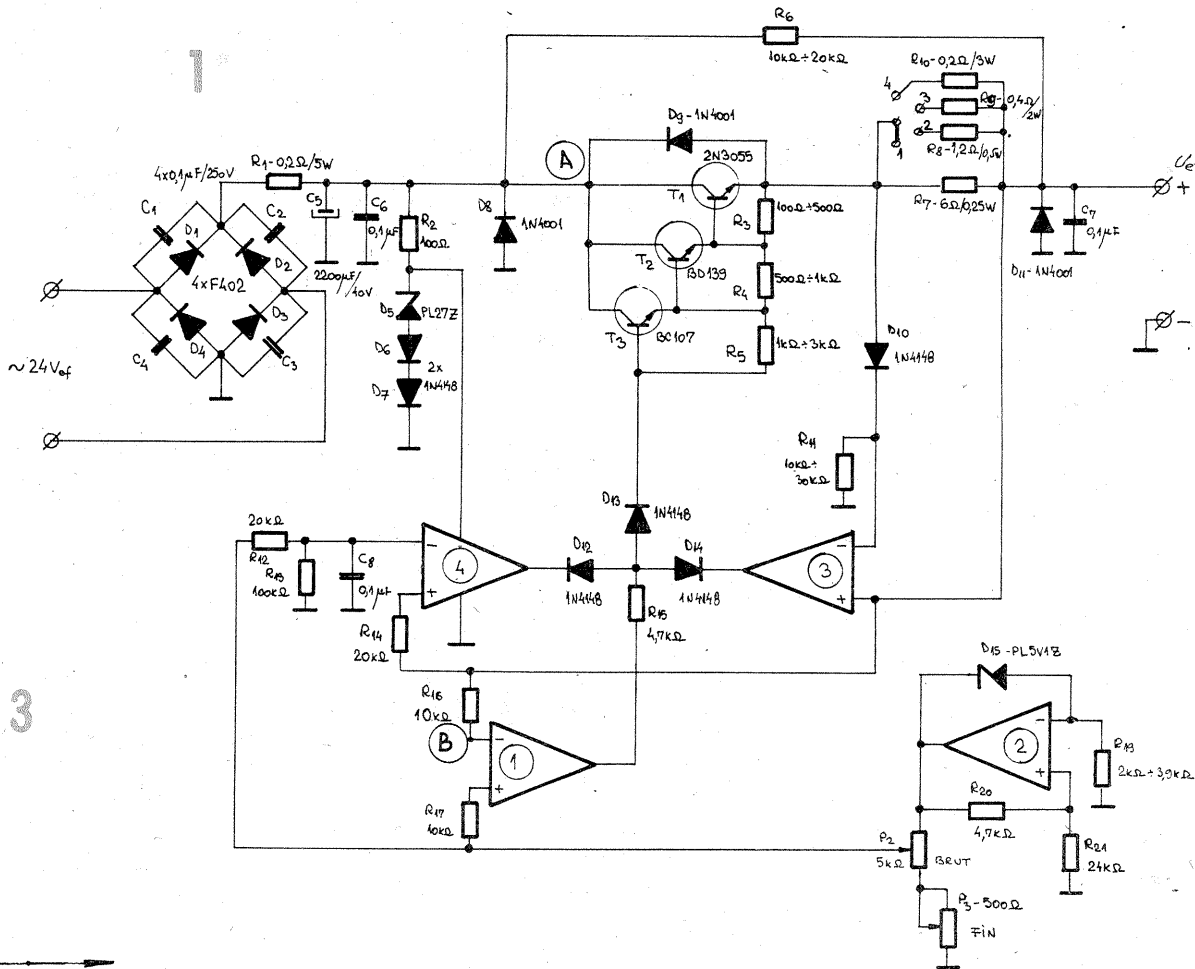 1
R6
10kΩ÷20kΩ
R10-0,2Ω/3W
4
3
R9-0,4Ω/2W
2
R8-1,2Ω/0,5W
1
D9-1N4001
2N3055
A
R1-0,2Ω/5W
4x0,1µF/250V
C1
C2
C5
C6
0,1µF
2200µF/40V
R2
100Ω
D8
1N4001
T1
R3
100Ω÷500Ω
R7-6Ω/0,25W
Ue
+
C7
0,1µF
D11-1N4001
D1
D2
4xF402
D4
D3
C4
C3
T2
BD139
R4
500Ω÷1kΩ
T3
BC107
R5
1kΩ÷3kΩ
D5
PL27Z
D6
2x
1N4148
D7
D10
1N4148
-
~24Vef
R11
10kΩ÷
30kΩ
D13
1N4148
20kΩ
R12
R13
100kΩ
C8
0,1µF
-
4
+
D12
1N4148
D14
1N4148
-
3
+
R14
20kΩ
R15
4,7kΩ
3
R16
10kΩ
B
-
1
+
R17
10kΩ
D15-PL5V1Z
-
2
+
R19
2kΩ÷3,9kΩ
R20
4,7kΩ
R21
24kΩ
P2
5kΩ
BRUT
P3-500Ω
FIN